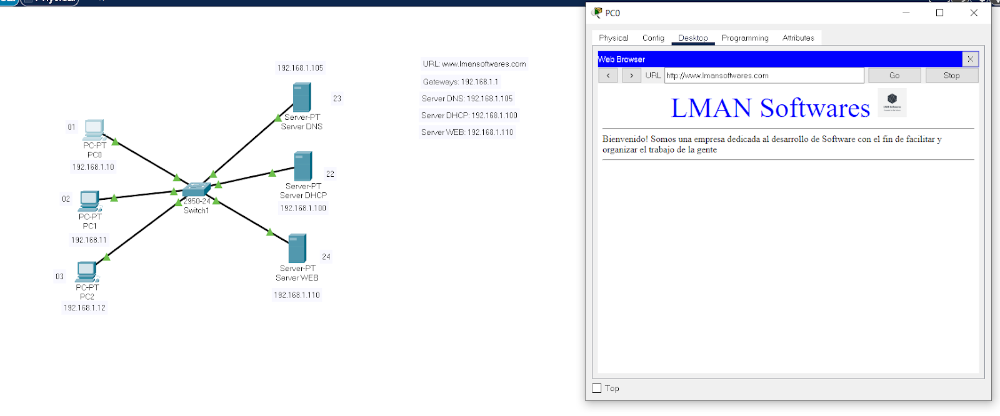 Physical
192.168.1.105
23
Server-PT
Server DNS
01
PC-PT
PC0
192.168.1.10
22
Server-PT
Server DHCP
192.168.1.100
02
PC-PT
PC1
192.168.11
2950-24
Switch1
24
Server-PT
Server WEB
192.168.1.110
03
PC-PT
PC2
192.168.1.12
URL: www.lmansoftwares.com
Gateways: 192.168.1.1
Server DNS: 192.168.1.105
Server DHCP: 192.168.1.100
Server WEB: 192.168.1.110
PC0
Physical Config Desktop Programming Attributes
Web Browser X
< > URL http://www.lmansoftwares.com Go Stop
LMAN Softwares
Bienvenido! Somos una empresa dedicada al desarrollo de Software con el fin de facilitar y
organizar el trabajo de la gente
Top